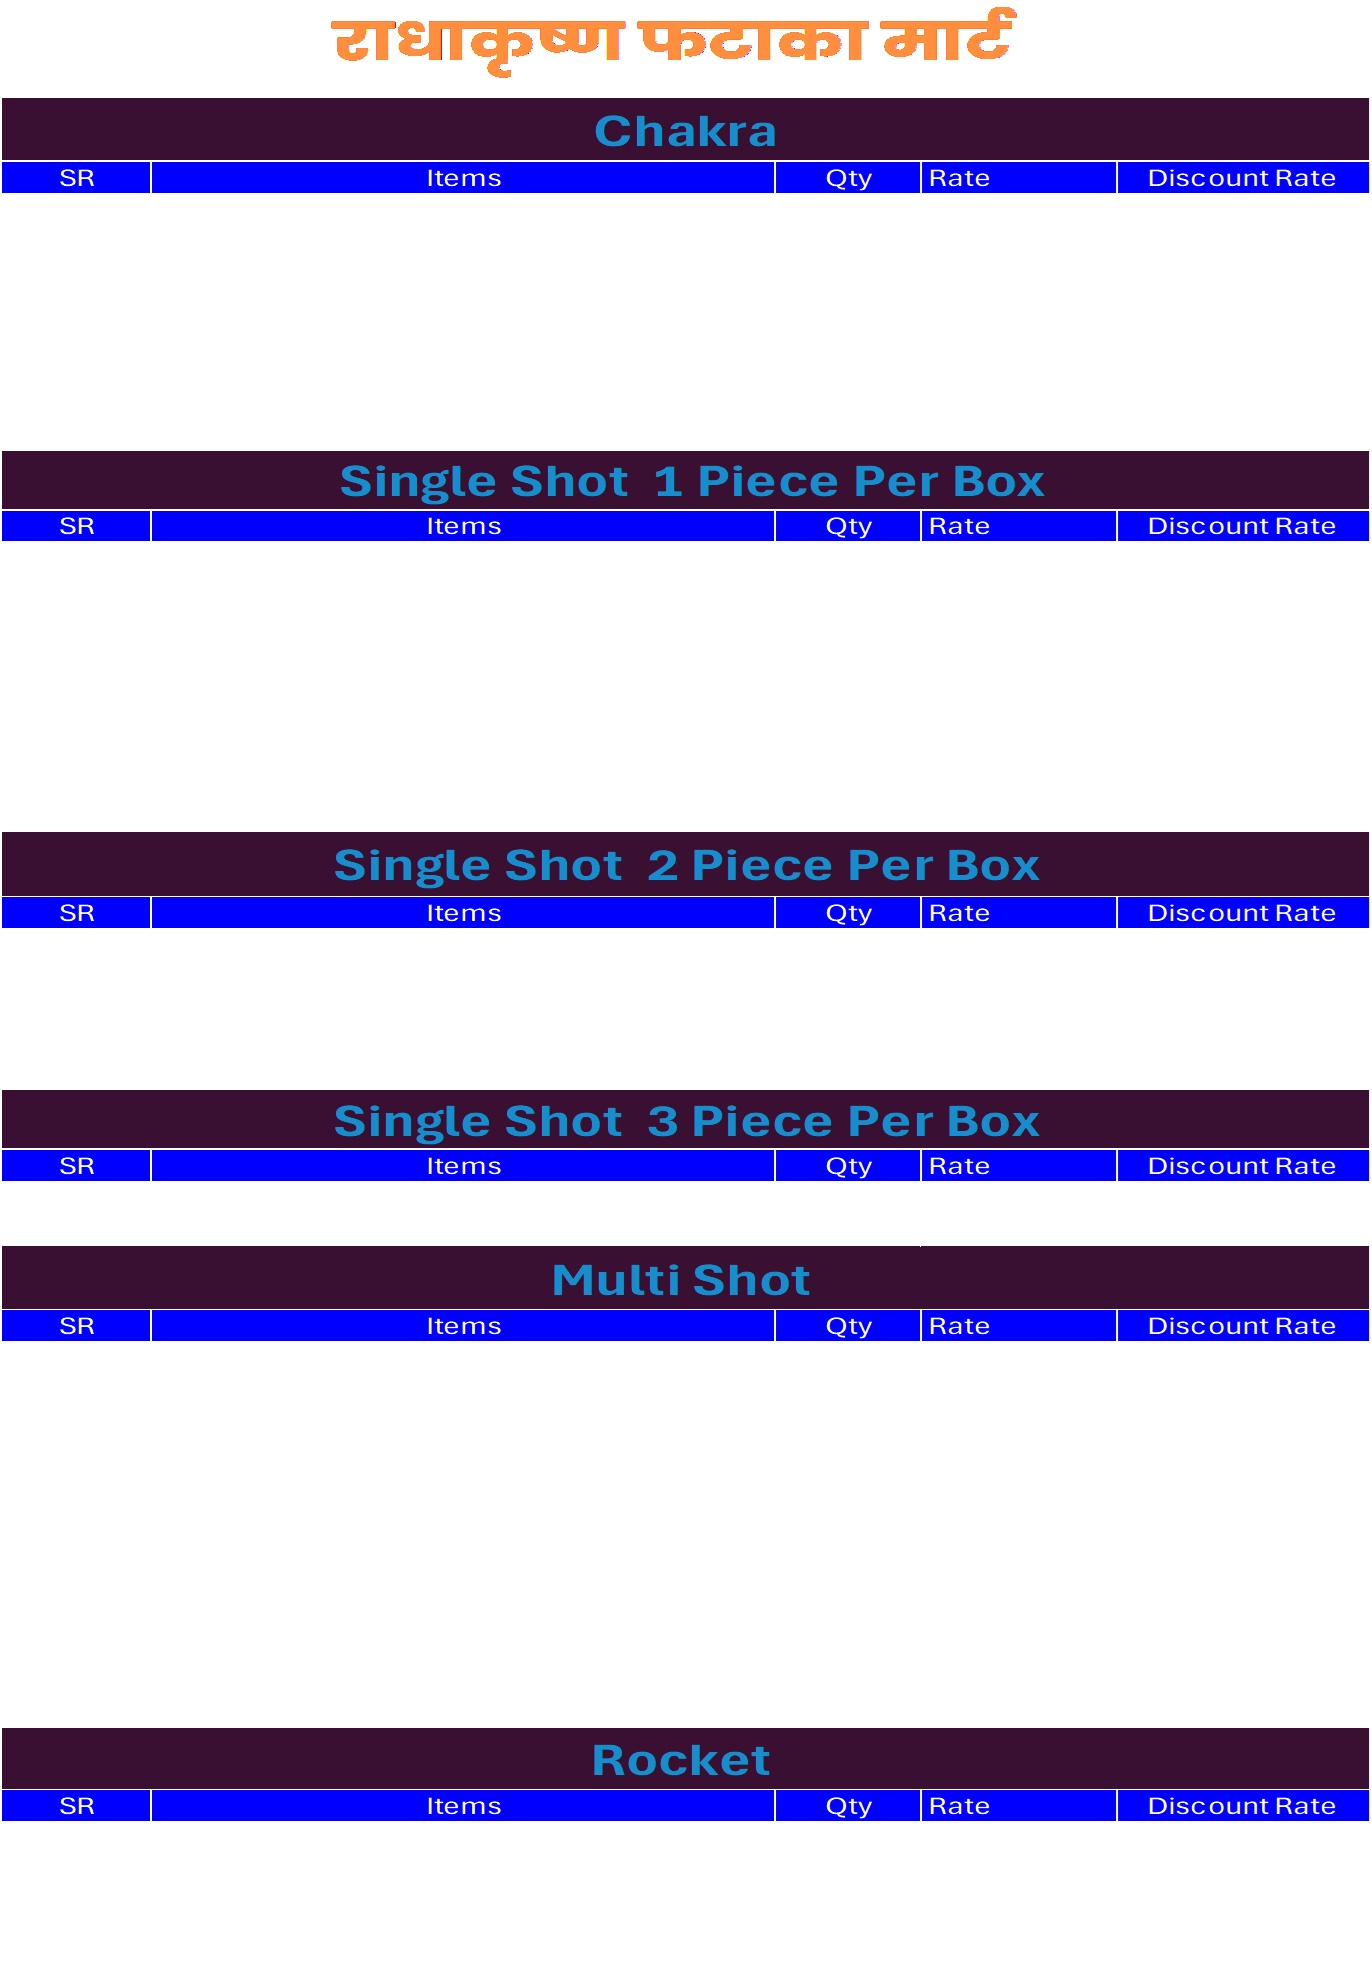 राधाकृष्ण फटाका मार्ट
Chakra
SR Items Qty Rate Discount Rate
Single Shot 1 Piece Per Box
SR Items Qty Rate Discount Rate
Single Shot 2 Piece Per Box
SR Items Qty Rate Discount Rate
Single Shot 3 Piece Per Box
SR Items Qty Rate Discount Rate
Multi Shot
SR Items Qty Rate Discount Rate
Rocket
SR Items Qty Rate Discount Rate